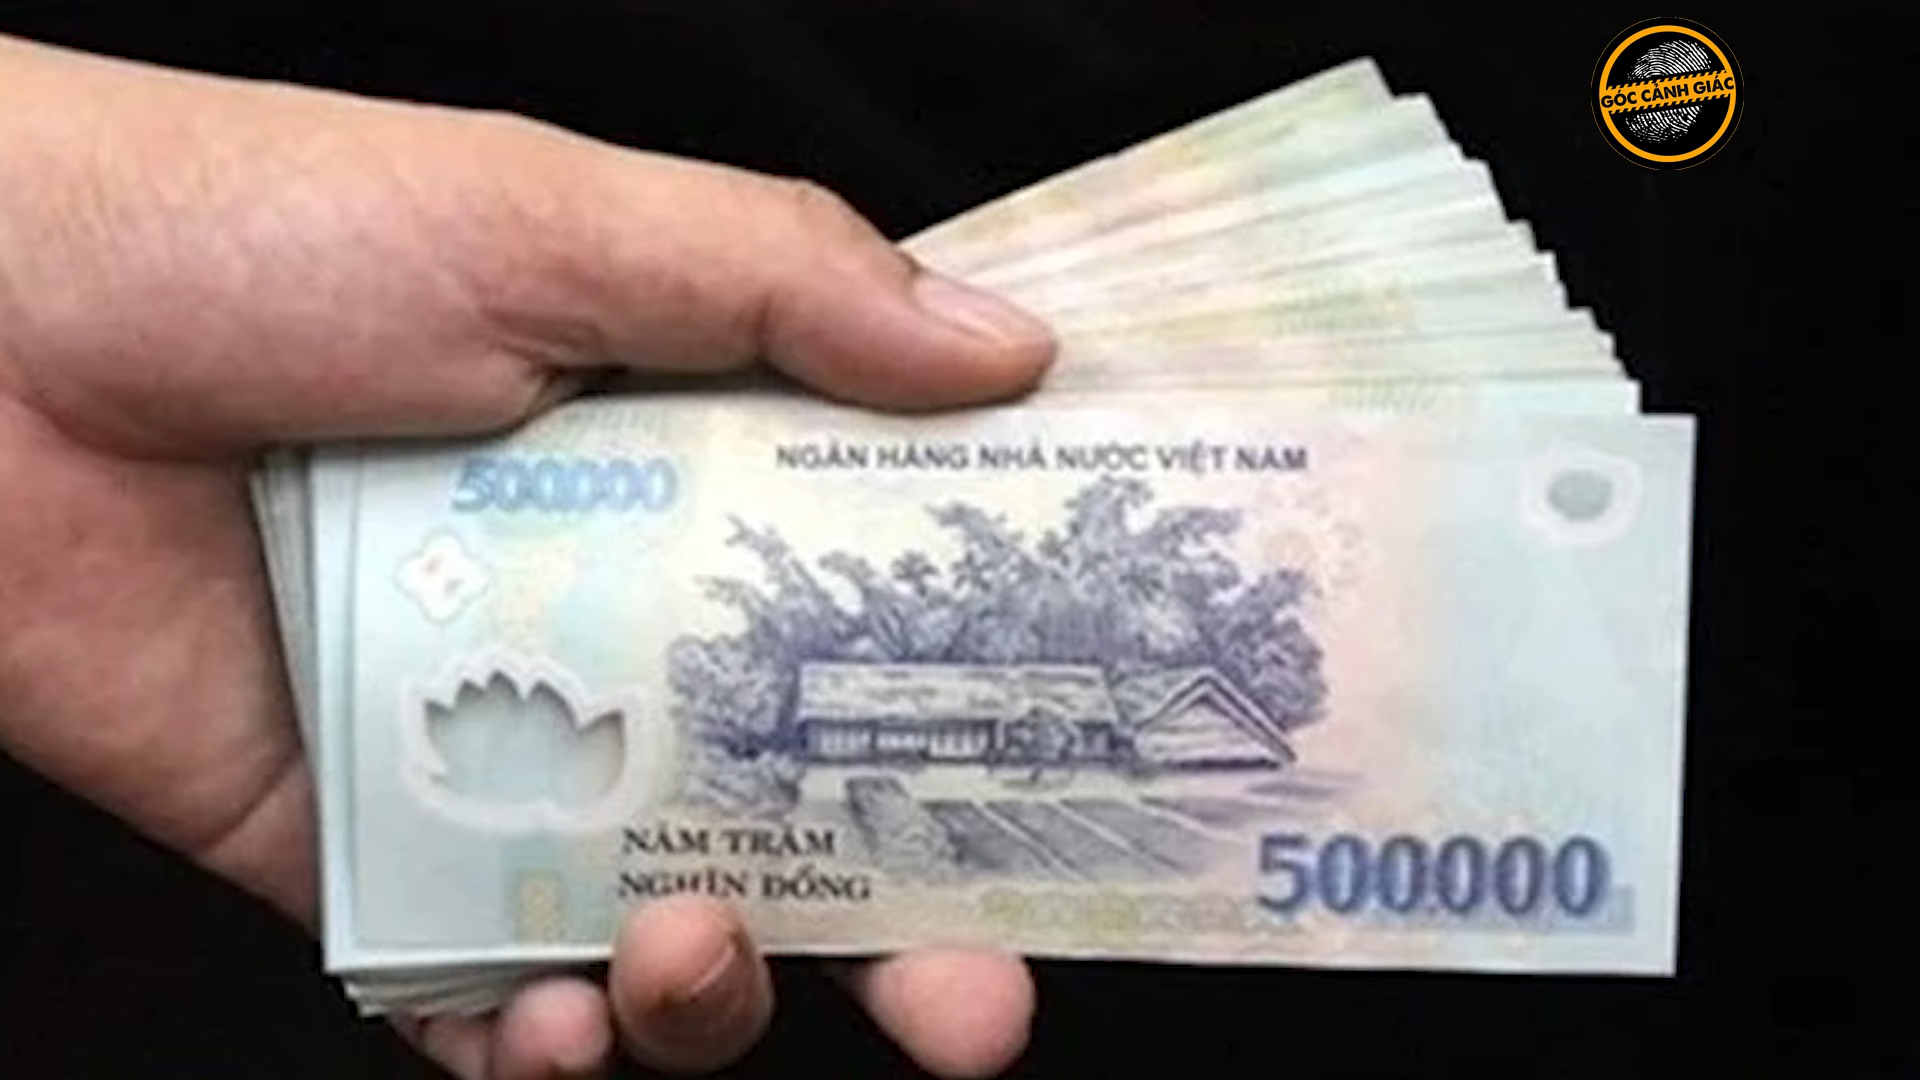 GÓC CẢNH GIÁC
500000
NGÂN HÀNG NHÀ NƯỚC VIỆT NAM
NĂM TRĂM
NGHÌN ĐỒNG
500000